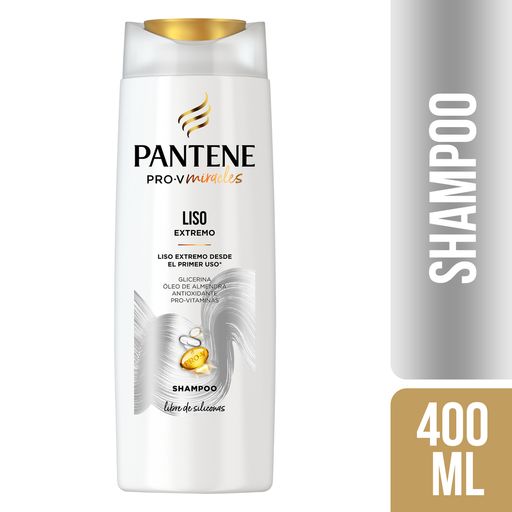 PANTENE
PRO-V miracles
LISO
EXTREMO
LISO EXTREMO DESDE
EL PRIMER USO*
GLICERINA
ÓLEO DE ALMENDRA
ANTIOXIDANTE
PRO-VITAMINAS
PRO-V
SHAMPOO
libre de siliconas
SHAMPOO
400
ML